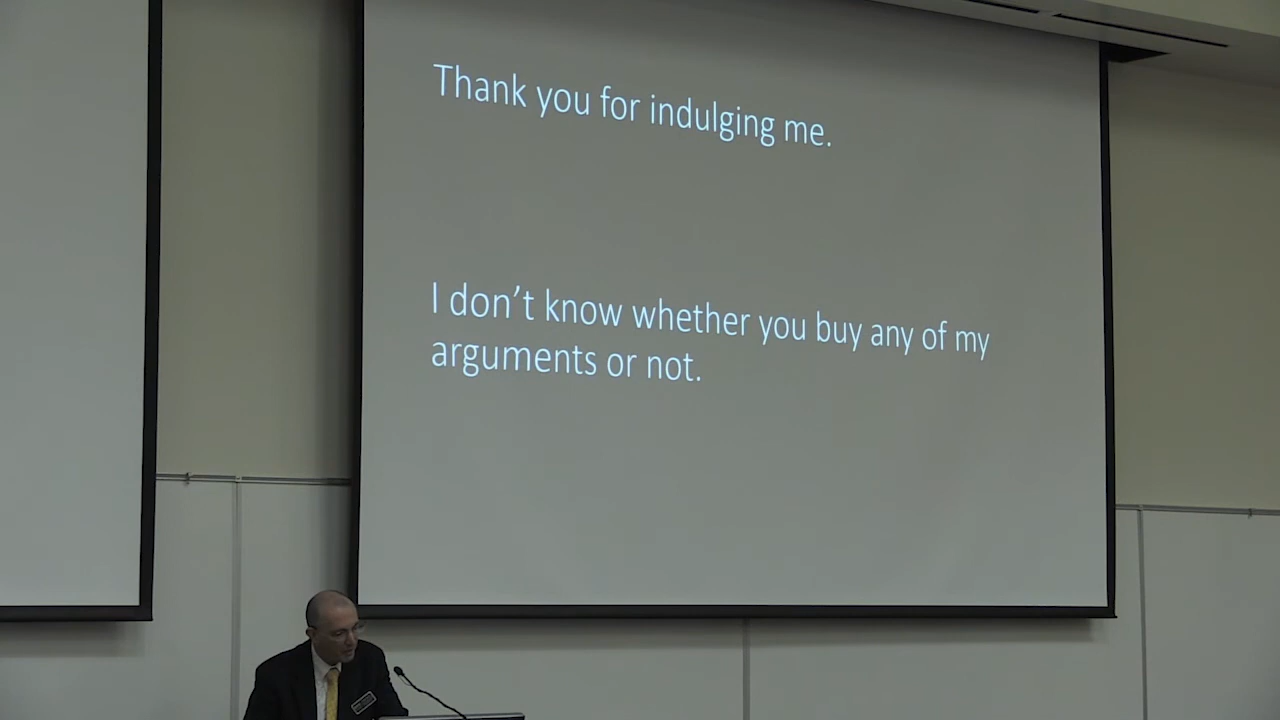 Thank you for indulging me.
I don't know whether you buy any of my
arguments or not.